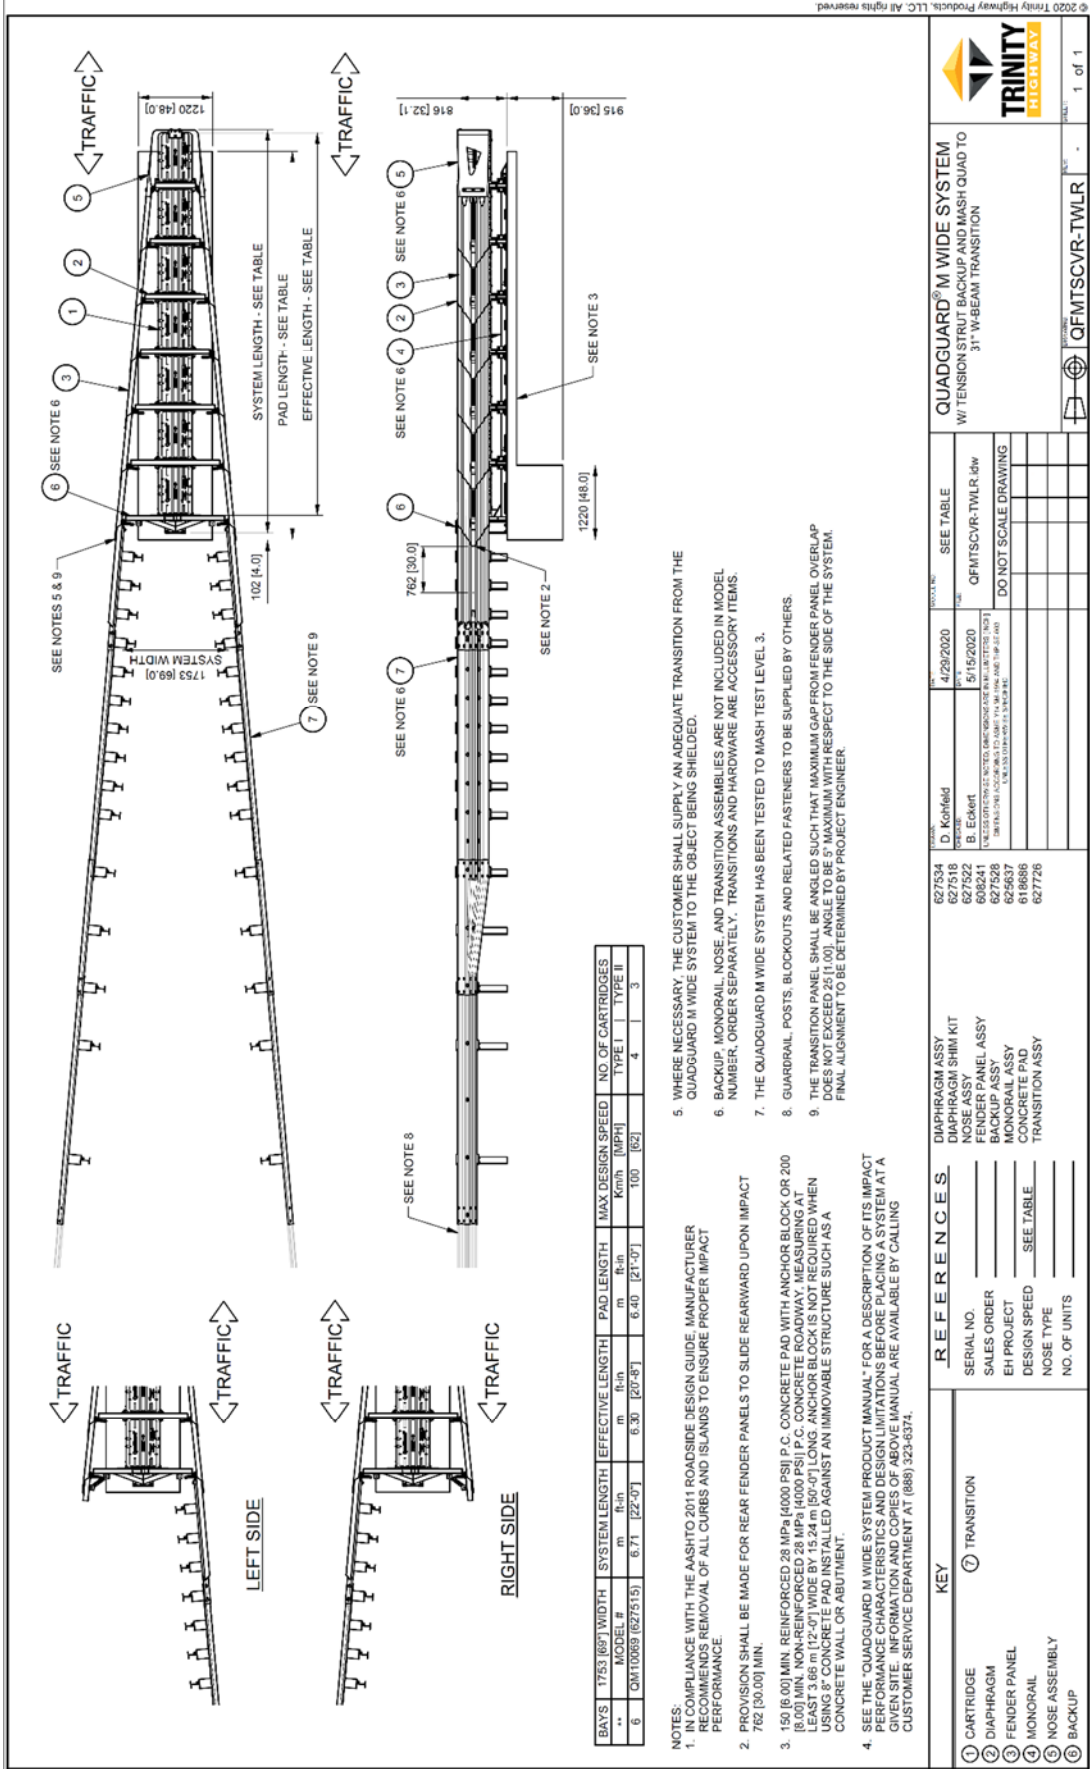 © 2020 Trinity Highway Products, LLC. All rights reserved.
TRAFFIC
TRAFFIC
LEFT SIDE
TRAFFIC
TRAFFIC
RIGHT SIDE
SEE NOTES 5 & 9
6 SEE NOTE 6
3
1
2
5
TRAFFIC
1220 [48.0]
102 [4.0]
1753 [69.0]
SYSTEM WIDTH
7 SEE NOTE 9
SYSTEM LENGTH - SEE TABLE
PAD LENGTH - SEE TABLE
EFFECTIVE LENGTH - SEE TABLE
TRAFFIC
SEE NOTE 8
SEE NOTE 6 7
762 [30.0]
6
SEE NOTE 6 4
2
3
SEE NOTE 6 5
816 [32.1]
915 [36.0]
SEE NOTE 2
1220 [48.0]
SEE NOTE 3
BAYS 1753 [69"] WIDTH SYSTEM LENGTH EFFECTIVE LENGTH PAD LENGTH MAX DESIGN SPEED NO. OF CARTRIDGES
** MODEL # m ft-in m ft-in m ft-in Km/h [MPH] TYPE I | TYPE II
6 QM10069 (627515) 6.71 [22'-0"] 6.30 [20'-8"] 6.40 [21'-0"] 100 [62] 4 | 3
NOTES:
1. IN COMPLIANCE WITH THE AASHTO 2011 ROADSIDE DESIGN GUIDE, MANUFACTURER
RECOMMENDS REMOVAL OF ALL CURBS AND ISLANDS TO ENSURE PROPER IMPACT
PERFORMANCE.
2. PROVISION SHALL BE MADE FOR REAR FENDER PANELS TO SLIDE REARWARD UPON IMPACT
762 [30.00] MIN.
3. 150 [6.00] MIN. REINFORCED 28 MPa [4000 PSI] P.C. CONCRETE PAD WITH ANCHOR BLOCK OR 200
[8.00] MIN. NON-REINFORCED 28 MPa [4000 PSI] P.C. CONCRETE ROADWAY, MEASURING AT
LEAST 3.66 m [12'-0"] WIDE BY 15.24 m [50'-0"] LONG. ANCHOR BLOCK IS NOT REQUIRED WHEN
USING 8" CONCRETE PAD INSTALLED AGAINST AN IMMOVABLE STRUCTURE SUCH AS A
CONCRETE WALL OR ABUTMENT.
4. SEE THE "QUADGUARD M WIDE SYSTEM PRODUCT MANUAL" FOR A DESCRIPTION OF ITS IMPACT
PERFORMANCE CHARACTERISTICS AND DESIGN LIMITATIONS BEFORE PLACING A SYSTEM AT A
GIVEN SITE. INFORMATION AND COPIES OF ABOVE MANUAL ARE AVAILABLE BY CALLING
CUSTOMER SERVICE DEPARTMENT AT (888) 323-6374.
5. WHERE NECESSARY, THE CUSTOMER SHALL SUPPLY AN ADEQUATE TRANSITION FROM THE
QUADGUARD M WIDE SYSTEM TO THE OBJECT BEING SHIELDED.
6. BACKUP, MONORAIL, NOSE, AND TRANSITION ASSEMBLIES ARE NOT INCLUDED IN MODEL
NUMBER, ORDER SEPARATELY. TRANSITIONS AND HARDWARE ARE ACCESSORY ITEMS.
7. THE QUADGUARD M WIDE SYSTEM HAS BEEN TESTED TO MASH TEST LEVEL 3.
8. GUARDRAIL, POSTS, BLOCKOUTS AND RELATED FASTENERS TO BE SUPPLIED BY OTHERS.
9. THE TRANSITION PANEL SHALL BE ANGLED SUCH THAT MAXIMUM GAP FROM FENDER PANEL OVERLAP
DOES NOT EXCEED 25 [1.00]. ANGLE TO BE 5° MAXIMUM WITH RESPECT TO THE SIDE OF THE SYSTEM.
FINAL ALIGNMENT TO BE DETERMINED BY PROJECT ENGINEER.
KEY
1 CARTRIDGE
2 DIAPHRAGM
3 FENDER PANEL
4 MONORAIL
5 NOSE ASSEMBLY
6 BACKUP
7 TRANSITION
REFERENCES
SERIAL NO.
SALES ORDER
EH PROJECT
DESIGN SPEED SEE TABLE
NOSE TYPE
NO. OF UNITS
DIAPHRAGM ASSY 627534
DIAPHRAGM SHIM KIT 627518
NOSE ASSY 627522
FENDER PANEL ASSY 608241
BACKUP ASSY 627528
MONORAIL ASSY 625637
CONCRETE PAD 618686
TRANSITION ASSY 627726
D. Kohfeld 4/29/2020 SEE TABLE
B. Eckert 5/15/2020 QFMTSCVR-TWLR.idw
DO NOT SCALE DRAWING
QUADGUARD® M WIDE SYSTEM
W/ TENSION STRUT BACKUP AND MASH QUAD TO
31" W-BEAM TRANSITION
QFMTSCVR-TWLR
-
1 of 1
TRINITY
HIGHWAY